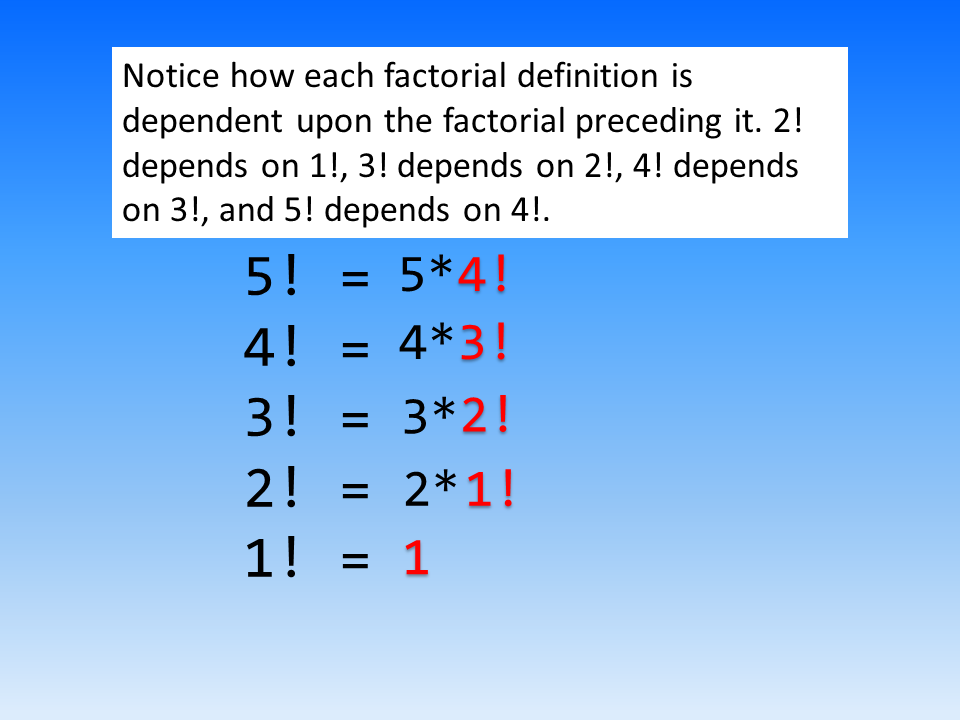 Notice how each factorial definition is
dependent upon the factorial preceding it. 2!
depends on 1!, 3! depends on 2!, 4! depends
on 3!, and 5! depends on 4!.
5! = 5*4!
4! = 4*3!
3! = 3*2!
2! = 2*1!
1! = 1